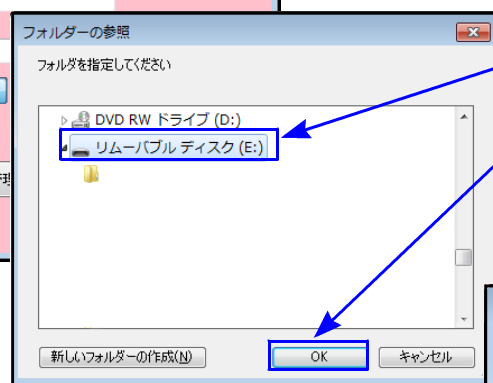 フォルダーの参照
フォルダを指定してください
DVD RW ドライブ (D:)
リムーバブル ディスク (E:)
新しいフォルダーの作成(N)
OK
キャンセル